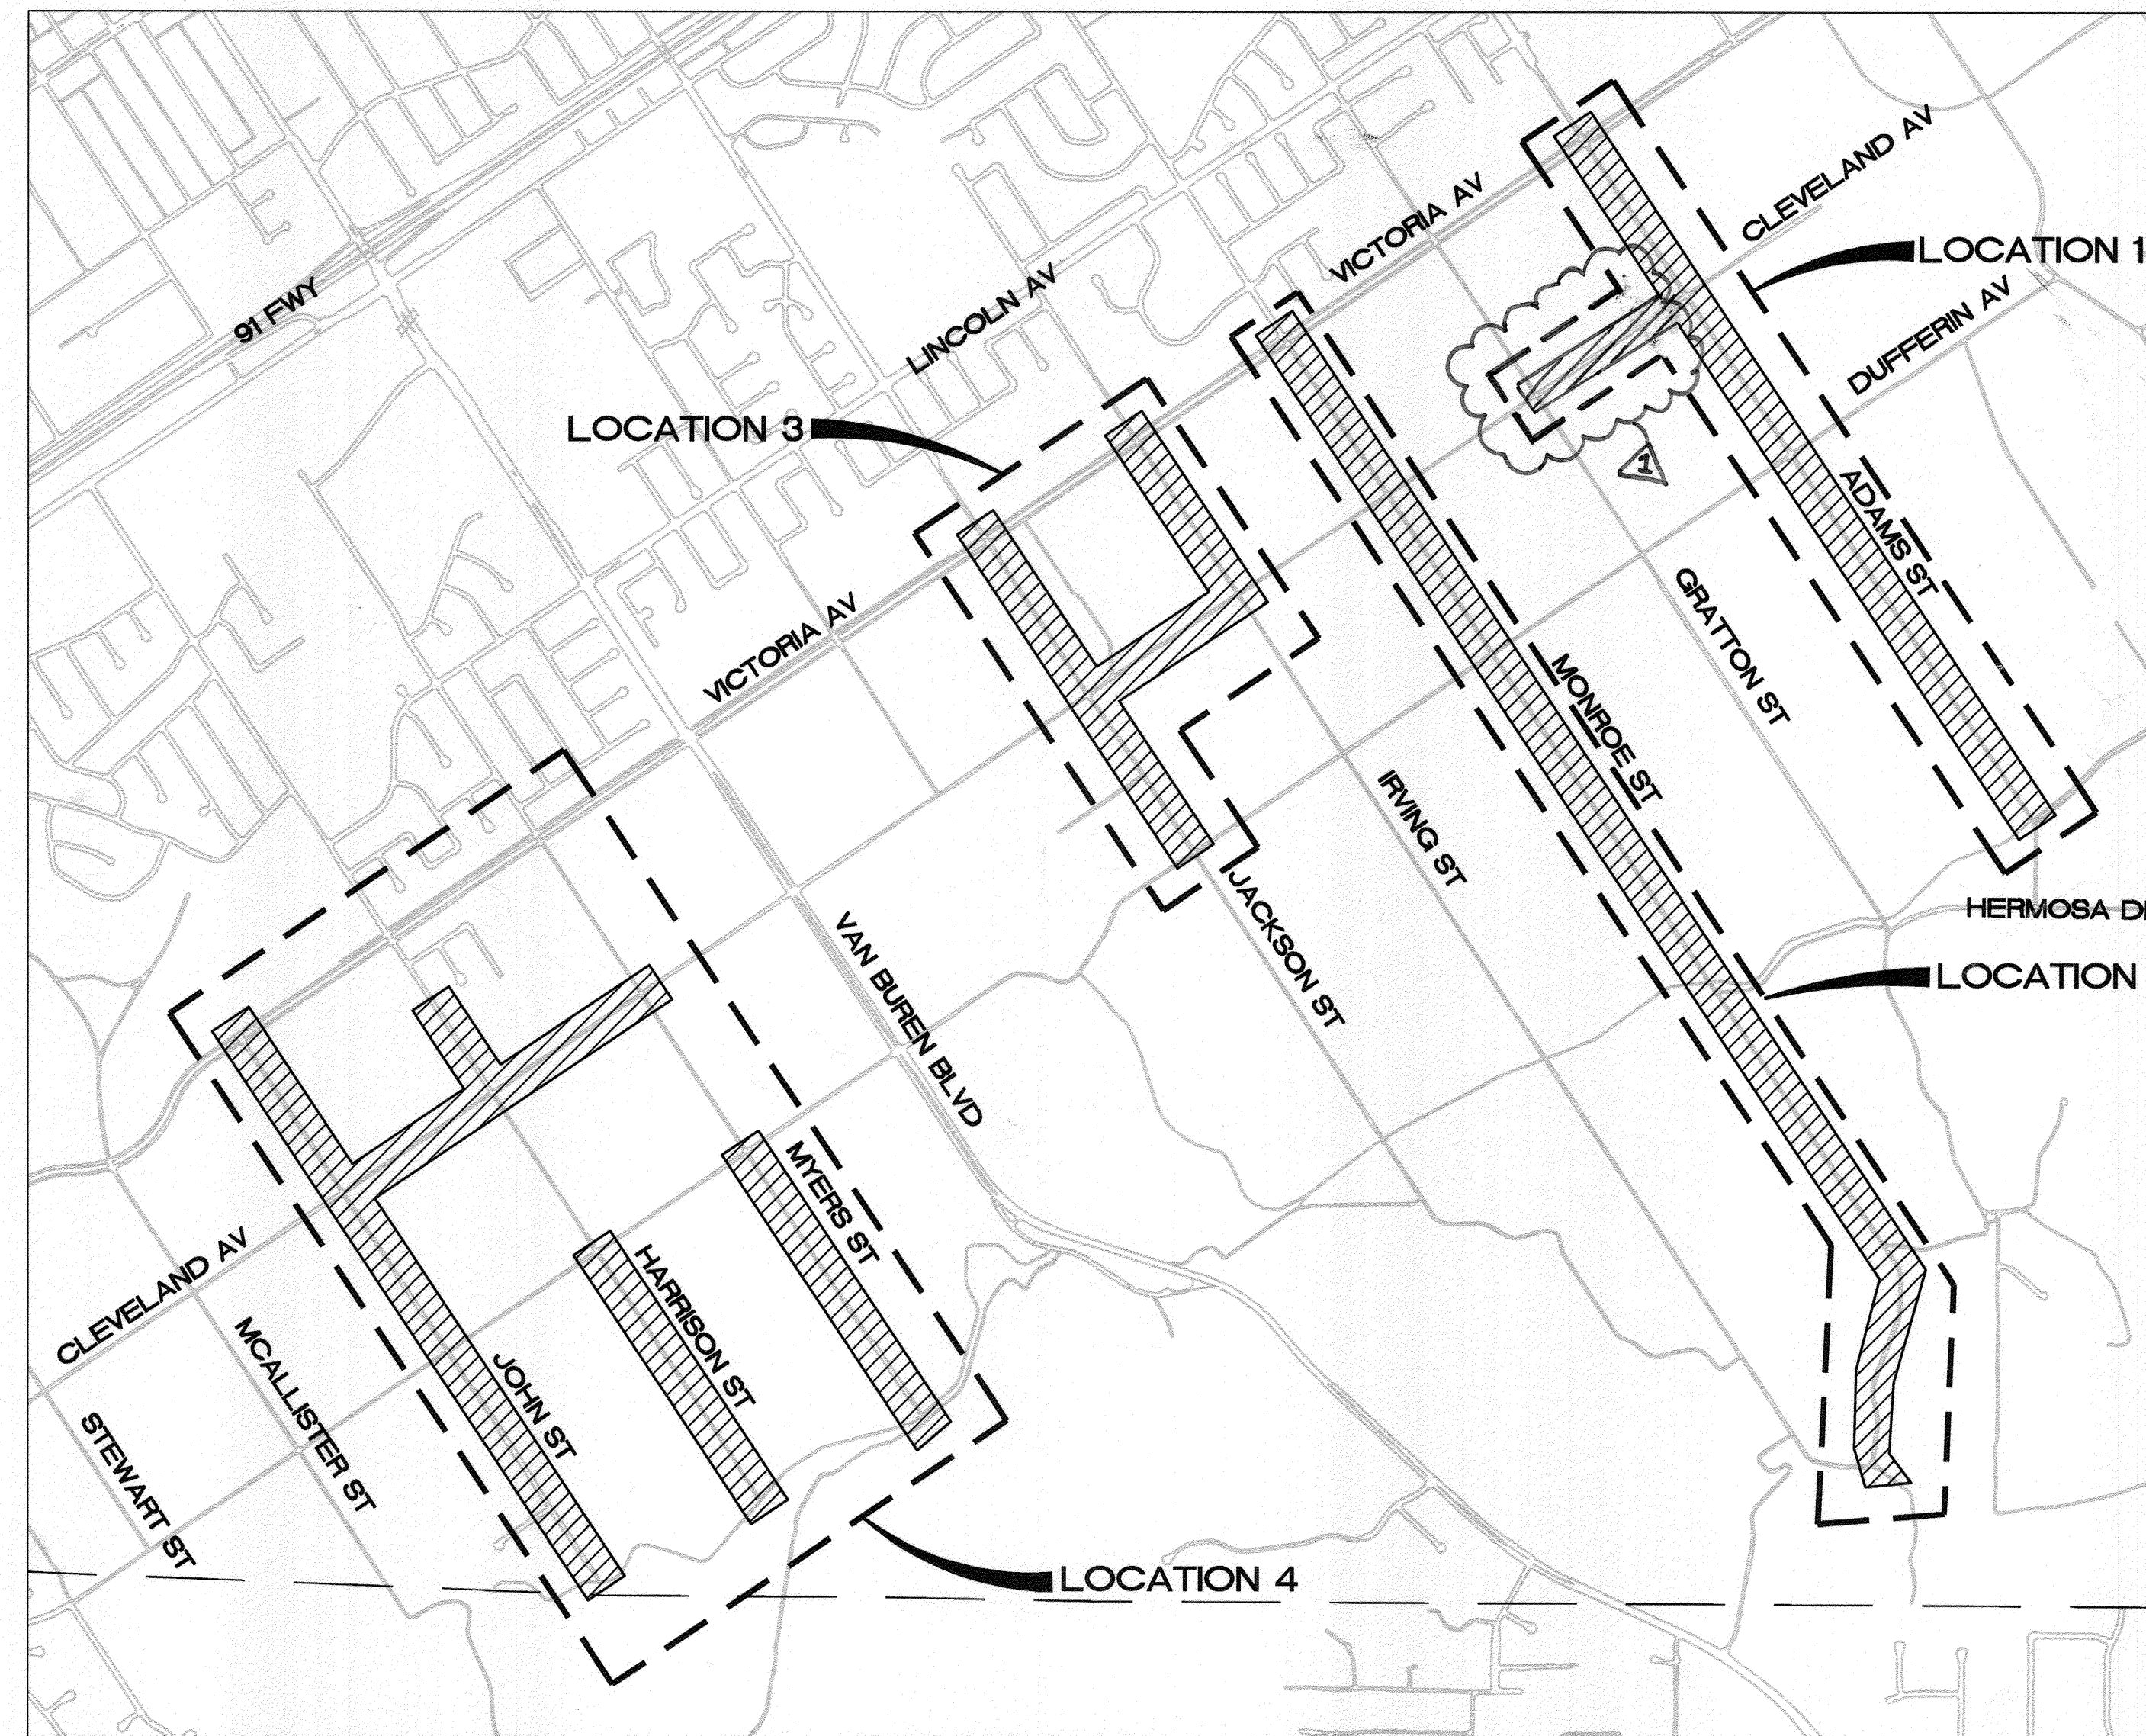 CLEVELAND AV
LOCATION 1
VICTORIA AV
91 FWY
LINCOLN AV
DUFFERIN AV
LOCATION 3
1
ADAMS ST
GRATTON ST
VICTORIA AV
MONROE ST
IRVING ST
HERMOSA
JACKSON ST
VAN BUREN BLVD
LOCATION
MYERS ST
CLEVELAND AV
HARRISON ST
MCALLISTER ST
JOHN ST
STEWART ST
LOCATION 4